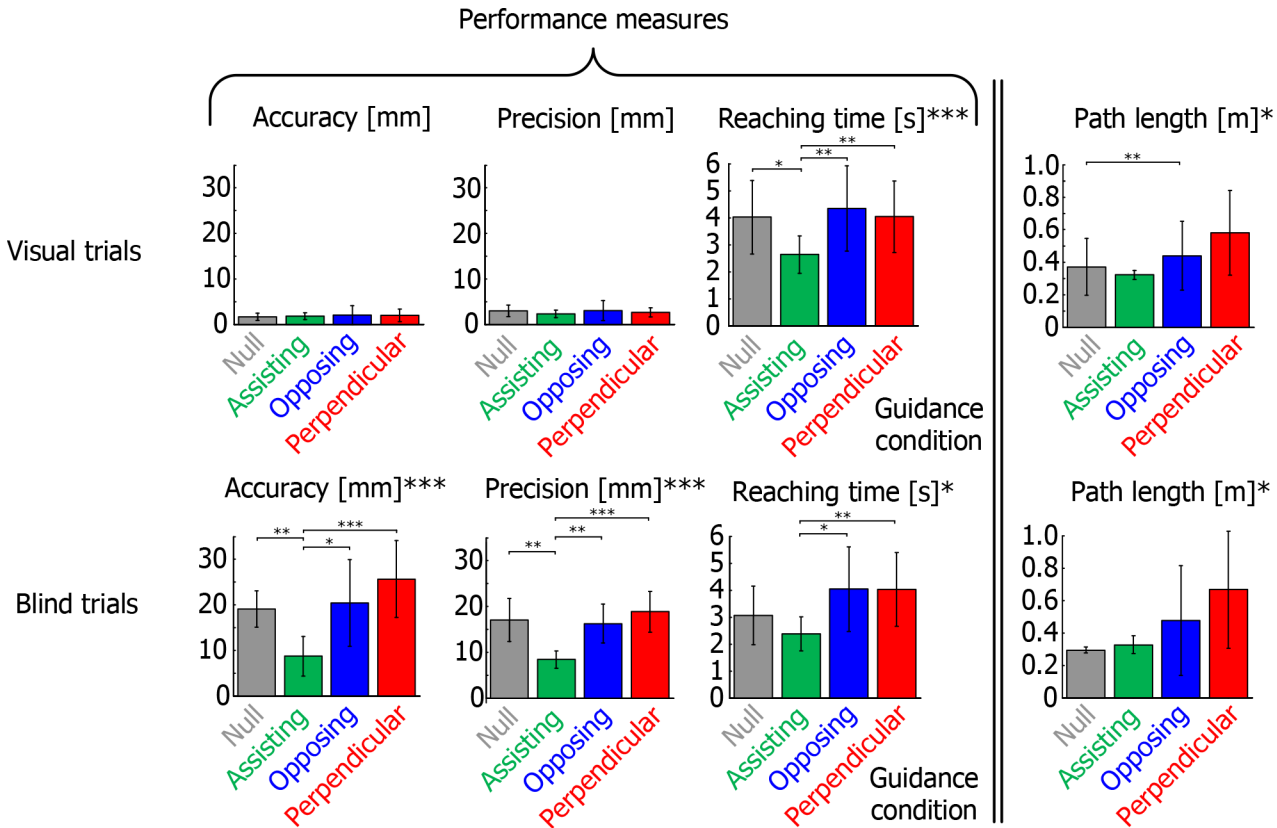 Performance measures
Accuracy [mm]
Precision [mm]
Reaching time [s]***
Path length [m]*
Visual trials
30
20
10
0
Null
Assisting
Opposing
Perpendicular
30
20
10
0
Null
Assisting
Opposing
Perpendicular
*
**
**
6
5
4
3
2
1
0
Null
Assisting
Opposing
Perpendicular
Guidance
condition
**
1.0
0.8
0.6
0.4
0.2
0
Null
Assisting
Opposing
Perpendicular
Accuracy [mm]***
Precision [mm]***
Reaching time [s]*
Path length [m]*
Blind trials
**
***
*
30
20
10
0
Null
Assisting
Opposing
Perpendicular
**
***
**
30
20
10
0
Null
Assisting
Opposing
Perpendicular
**
*
6
5
4
3
2
1
0
Null
Assisting
Opposing
Perpendicular
Guidance
condition
1.0
0.8
0.6
0.4
0.2
0
Null
Assisting
Opposing
Perpendicular